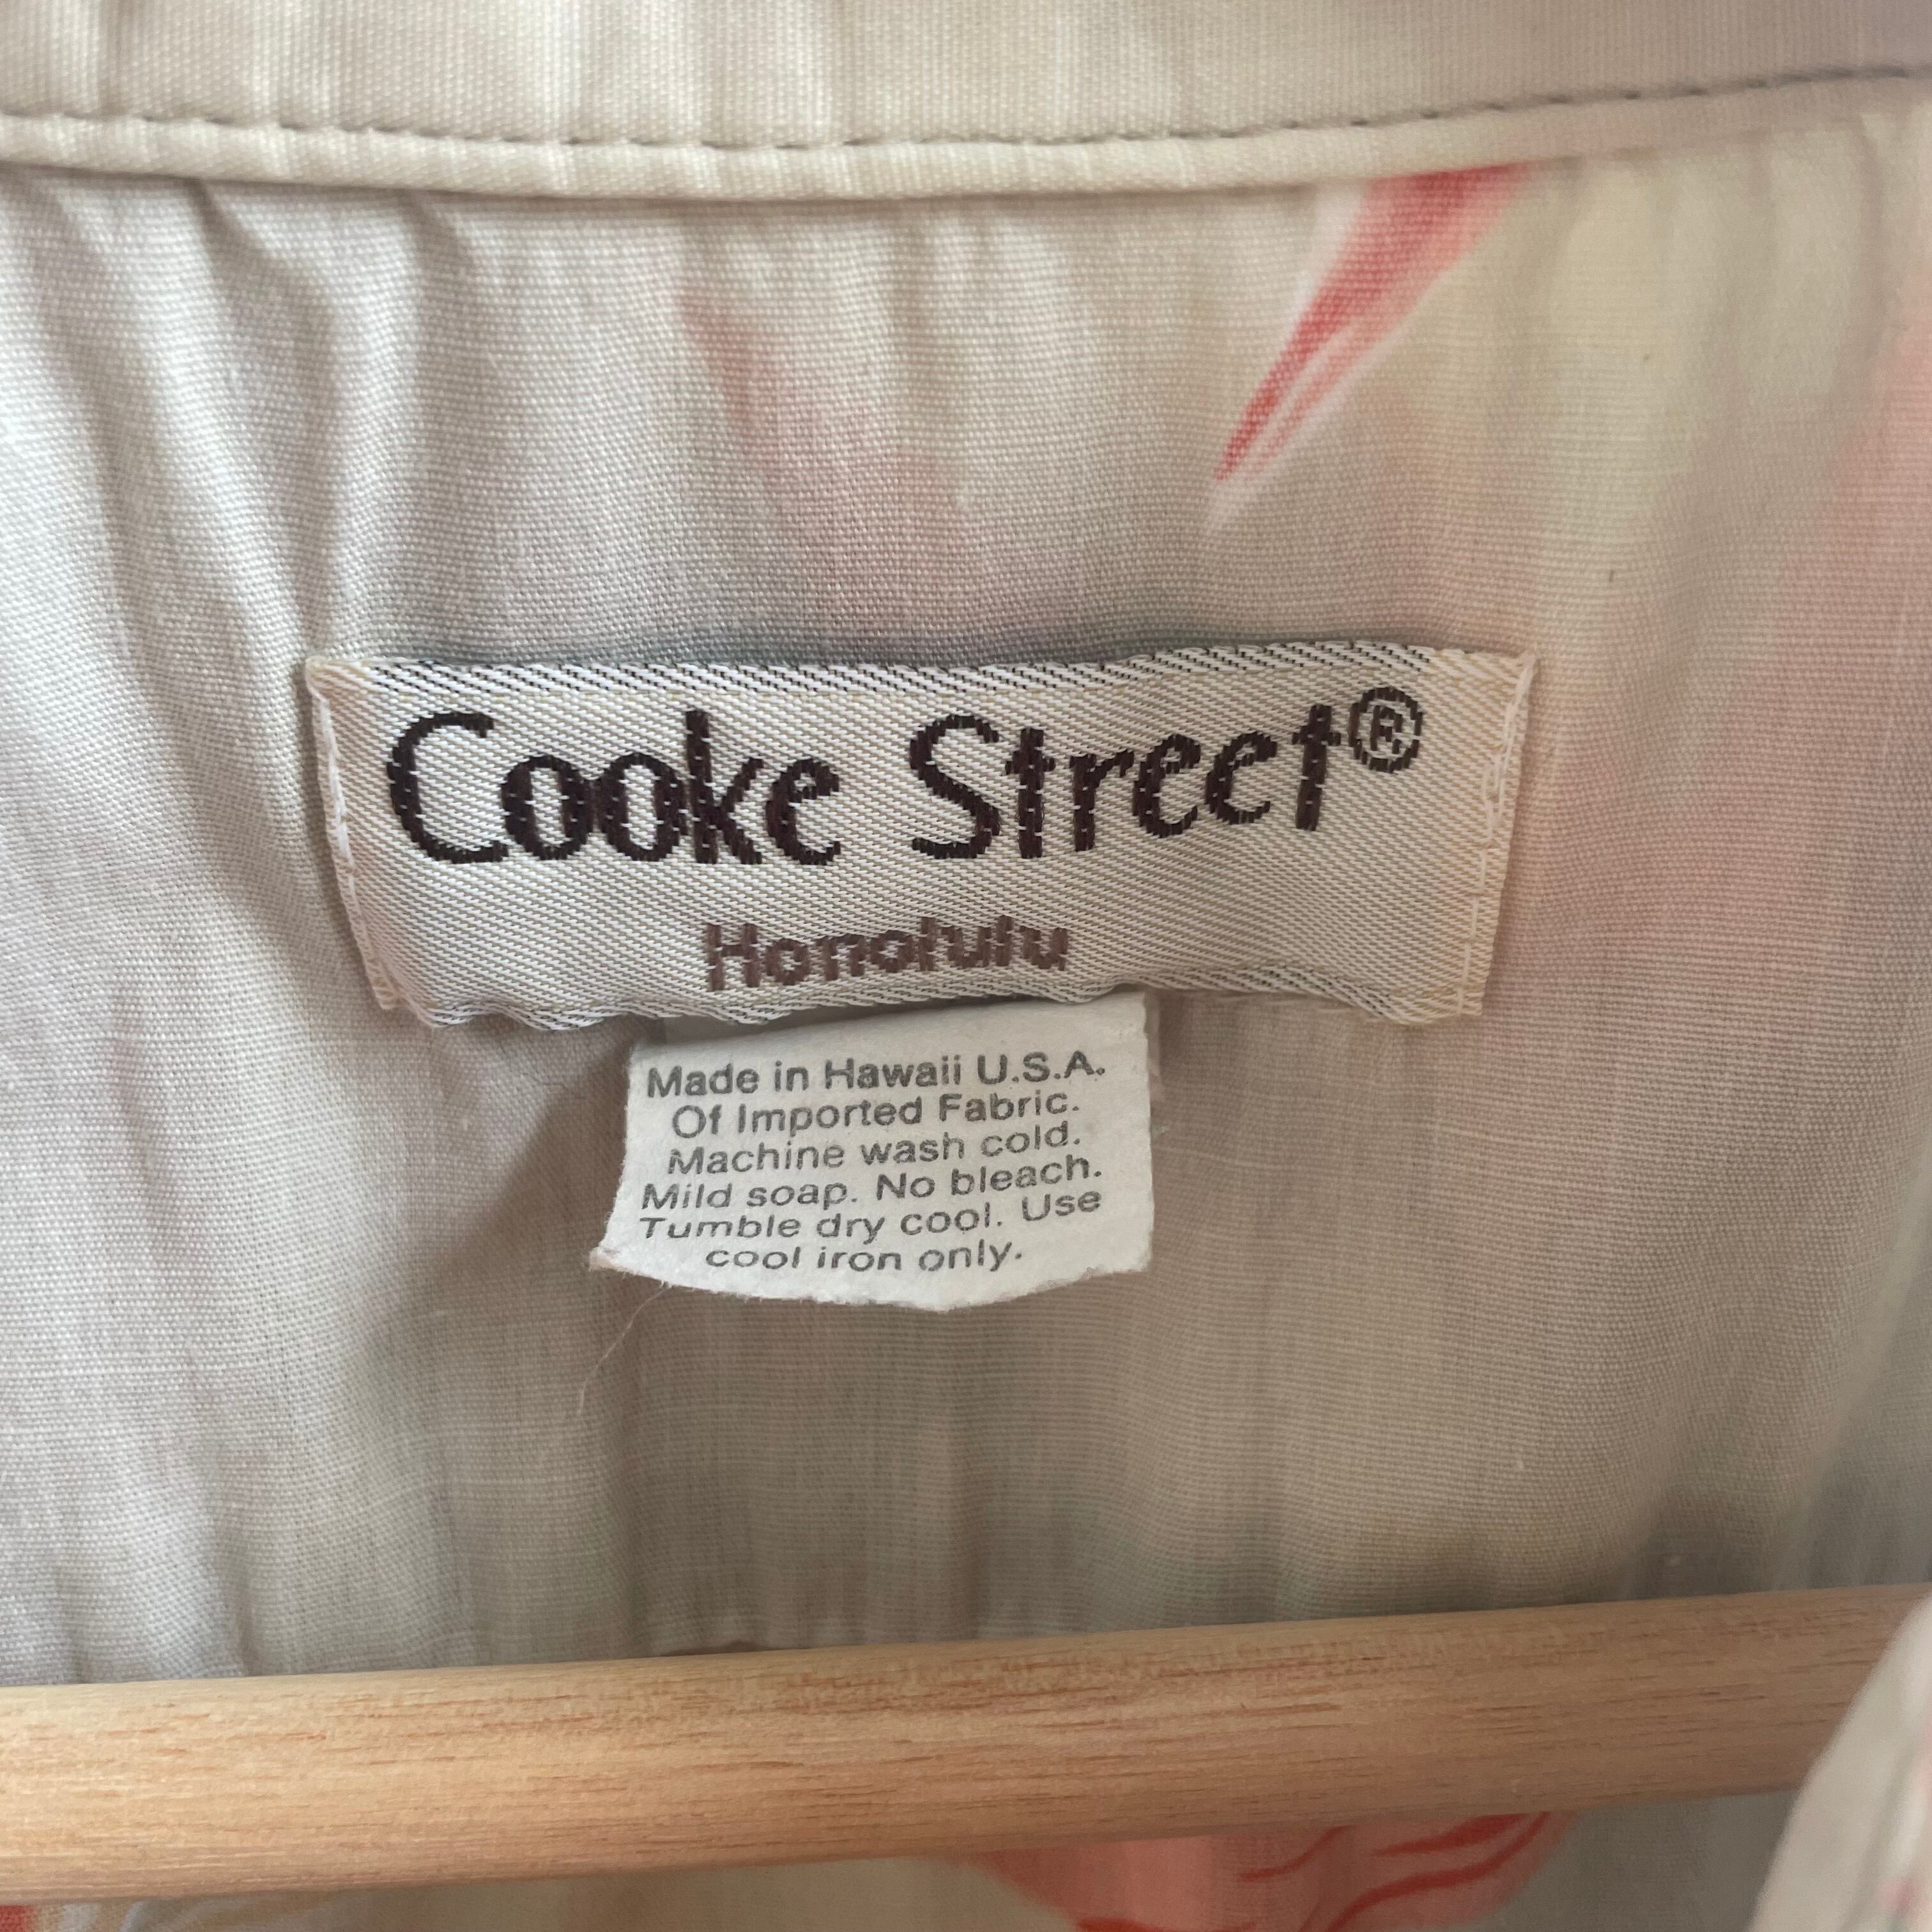 Cooke Street®
Honolulu
Made in Hawaii U.S.A.
Of Imported Fabric.
Machine wash cold.
Mild soap. No bleach.
Tumble dry cool. Use
cool iron only.